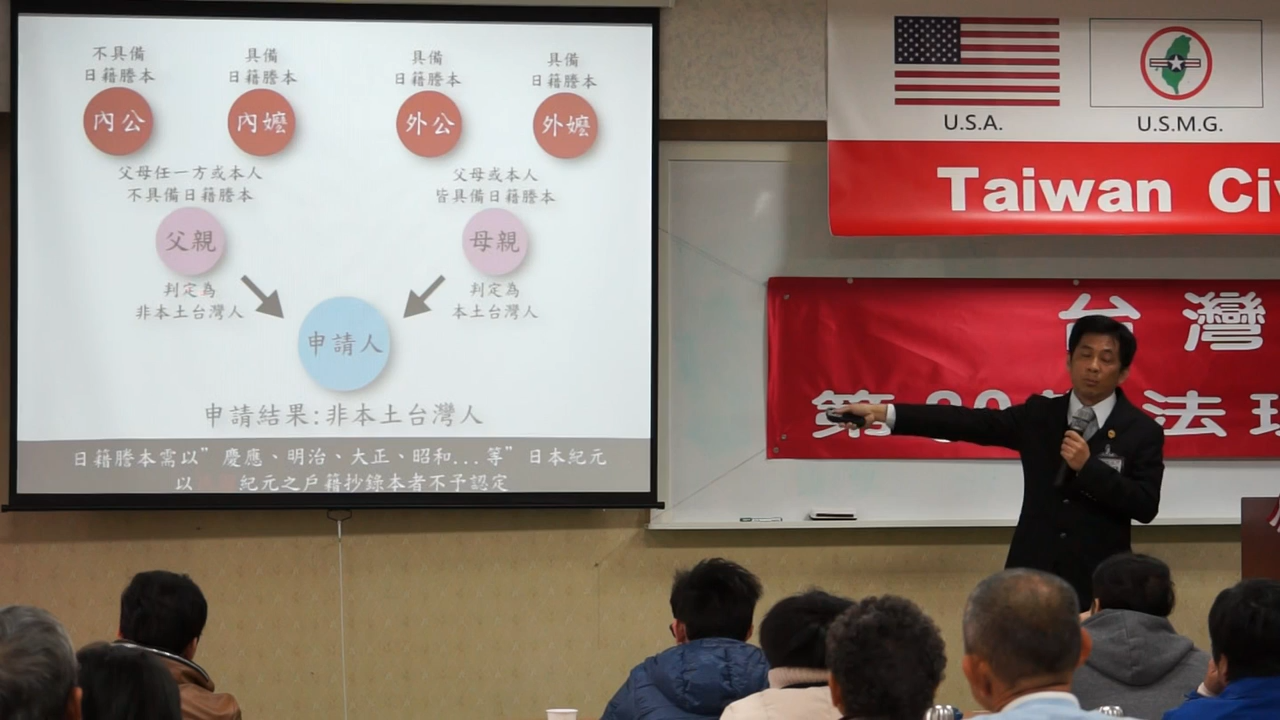 不具備
日籍謄本
具備
日籍謄本
具備
日籍謄本
具備
日籍謄本
內公
內嬤
外公
外嬤
父母任一方或本人
不具備日籍謄本
父母或本人
皆具備日籍謄本
父親
母親
判定為
非本土台灣人
判定為
本土台灣人
申請人
申請結果:非本土台灣人
日籍謄本需以”慶應、明治、大正、昭和...等”日本紀元
以 紀元之戶籍抄錄本者不予認定
U.S.A.
U.S.M.G.
Taiwan Civ
台灣
第 法